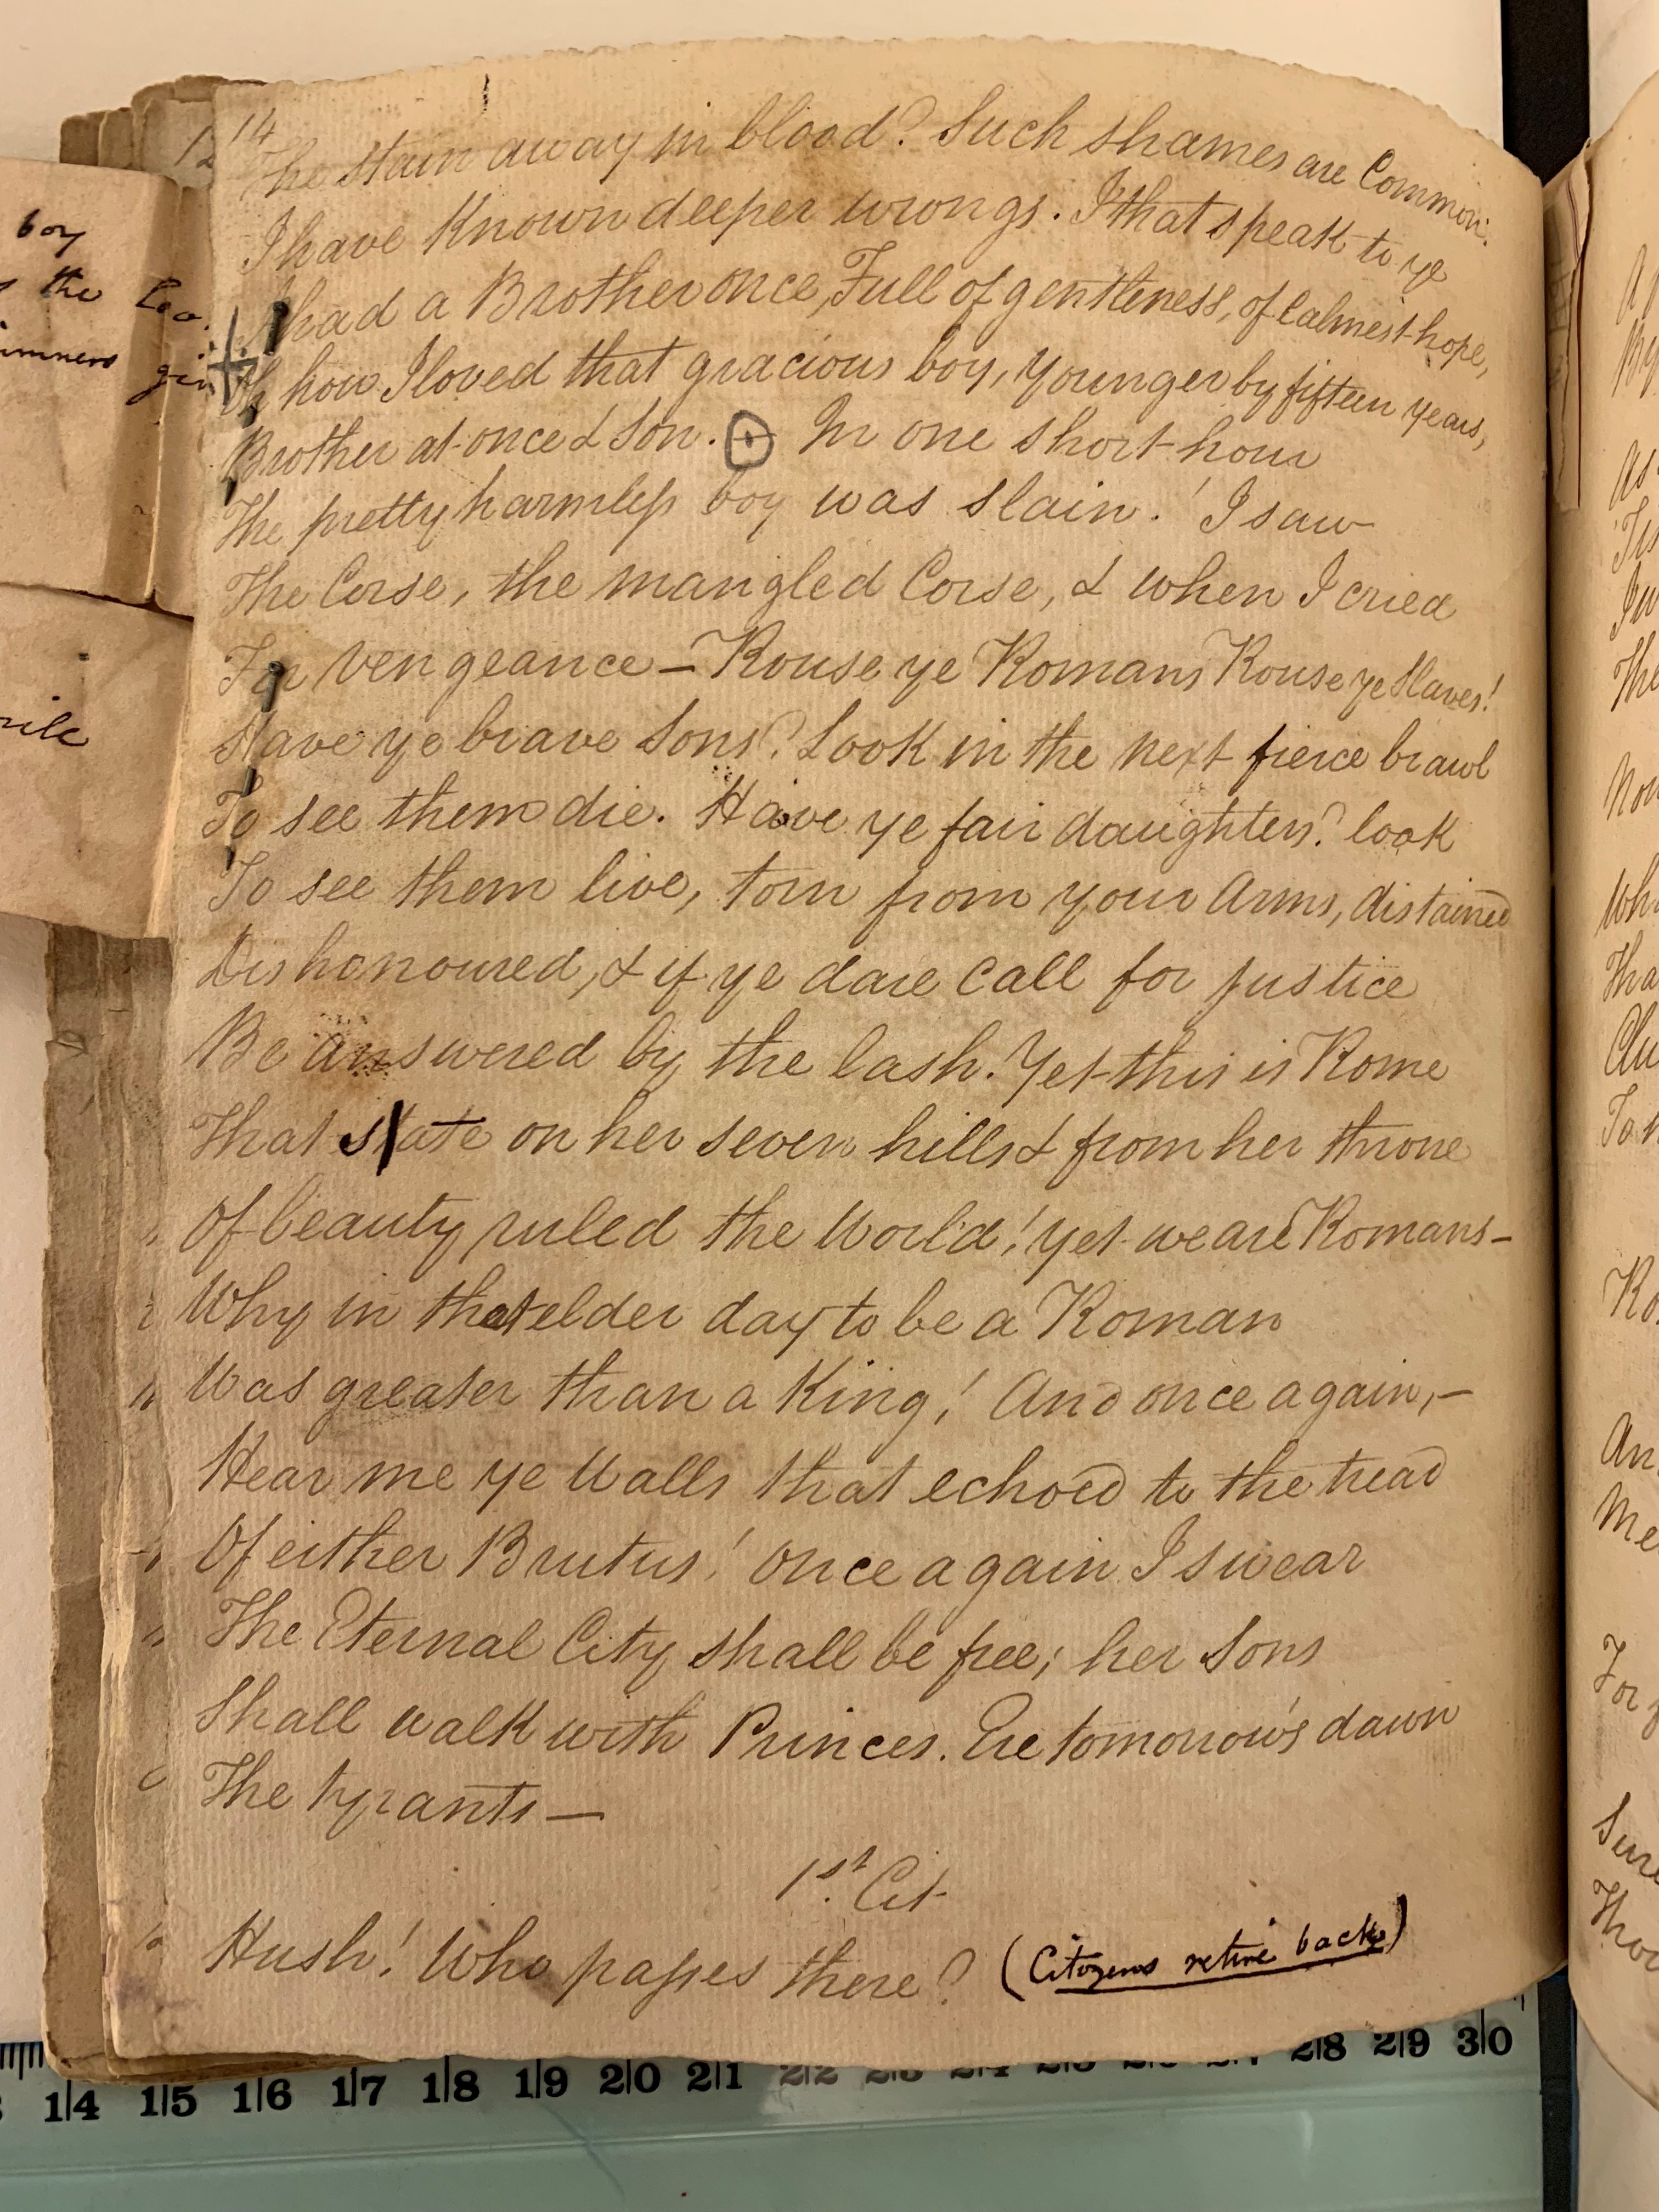 14
The stain away in blood? Such shames are Common.
I have Known deeper wrongs. I that speak to ye
I had a Brother once, Full of gentleness, of Calmest hope,
Oh how I loved that gracious boy, Younger by fifteen years,
Brother at once & Son. In one short hour
The pretty harmless boy was slain! I saw
The Corse, the mangled Corse, & when I cried
For Vengeance – Rouse ye Romans Rouse ye Slaves!
Have ye brave Sons? Look in the next fierce brawl
To see them die. Have ye fair daughters? look
To see them live, torn from your Arms, distained
Dishonoured, & if ye dare Call for justice
Be answered by the lash. Yet this is Rome
That state on her seven hills & from her throne
Of beauty ruled the World! yet we are Romans –
Why in that elder day to be a Roman
Was greater than a King! And once again, –
Hear me ye Walls that echoed to the tread
Of either Brutus! Once again I swear
The Eternal City shall be free; her Sons
Shall walk with Princes. Ere tomorrow's dawn
The tyrants –
1st. Cit
Hush! Who passes there? (Citizens retire back)
12
boy
the
Lea.
gin
14 15 16 17 18 19 20 21 22 23 24 28 29 30